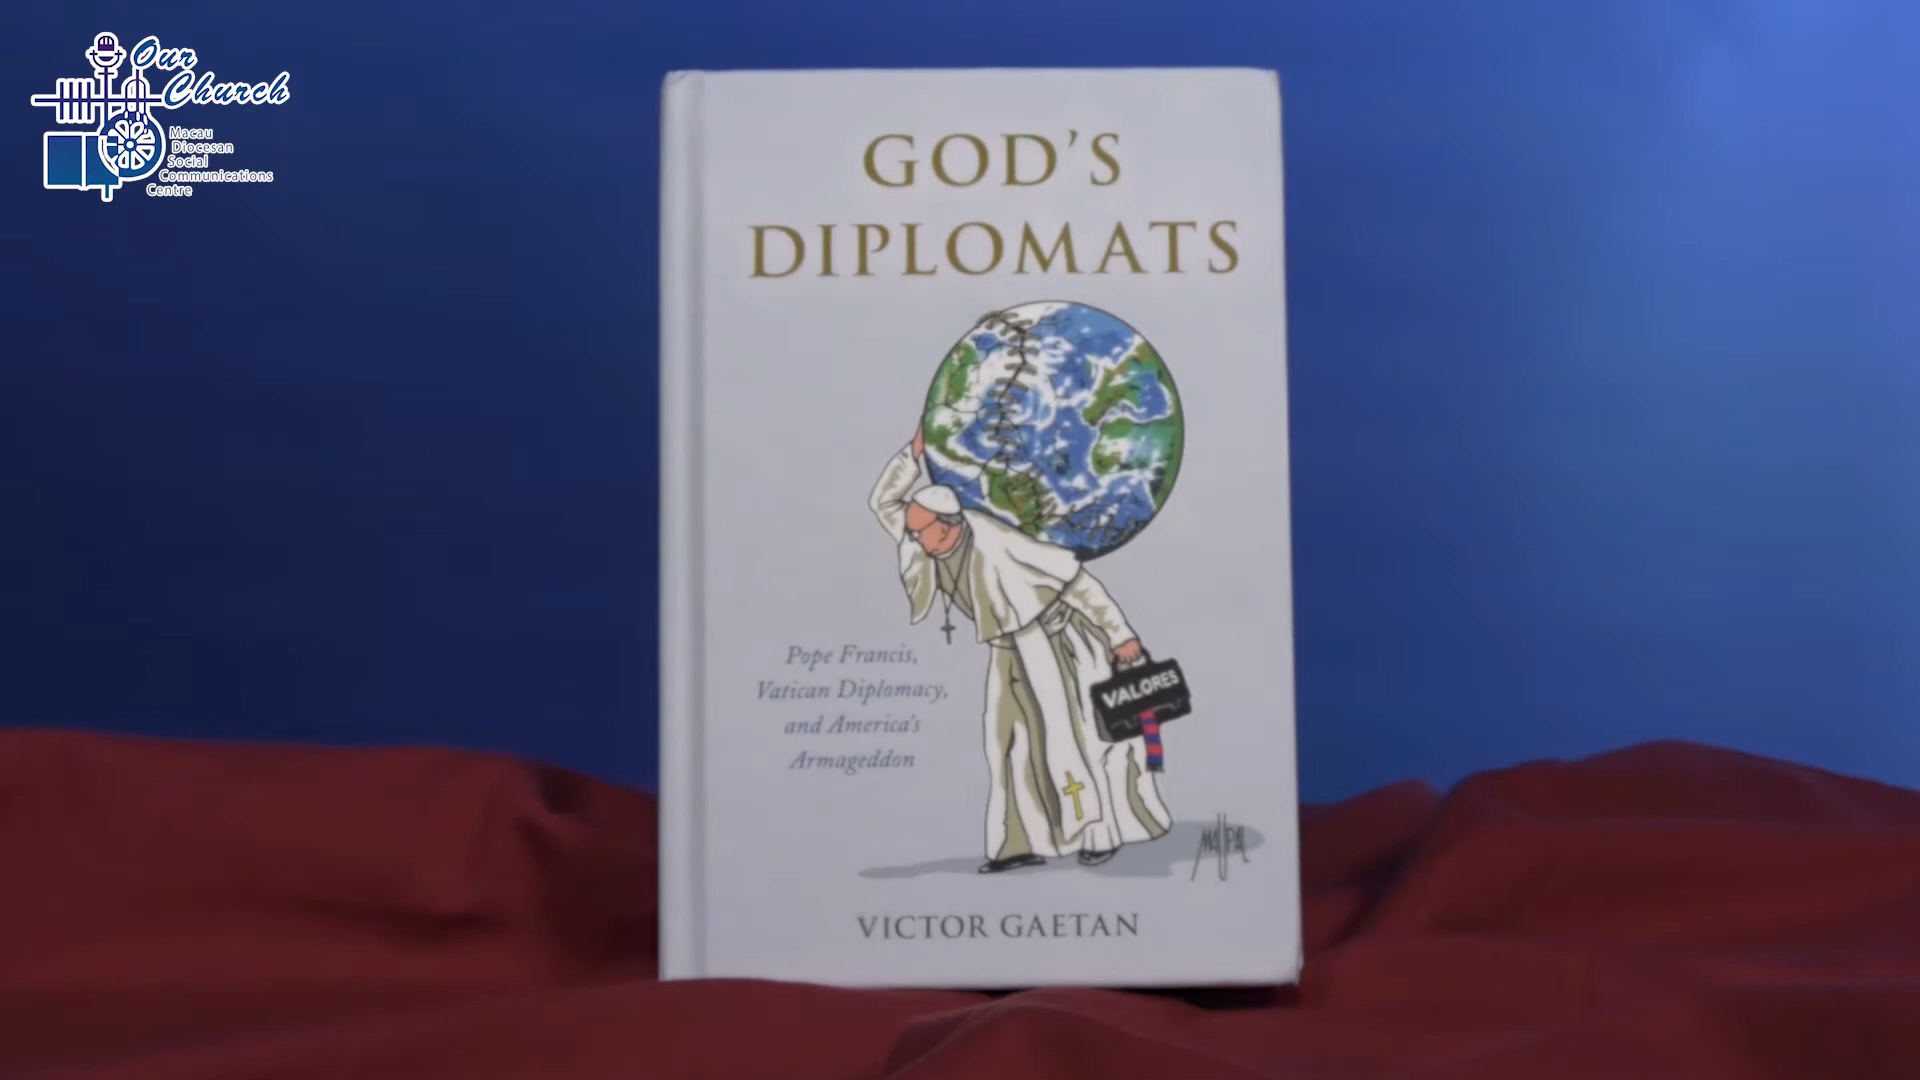 Our
Church
Macau
Diocesan
Social
Communications
Centre
GOD'S
DIPLOMATS
Pope Francis,
Vatican Diplomacy,
and America's
Armageddon
VALORES
MAUPAL
VICTOR GAETAN